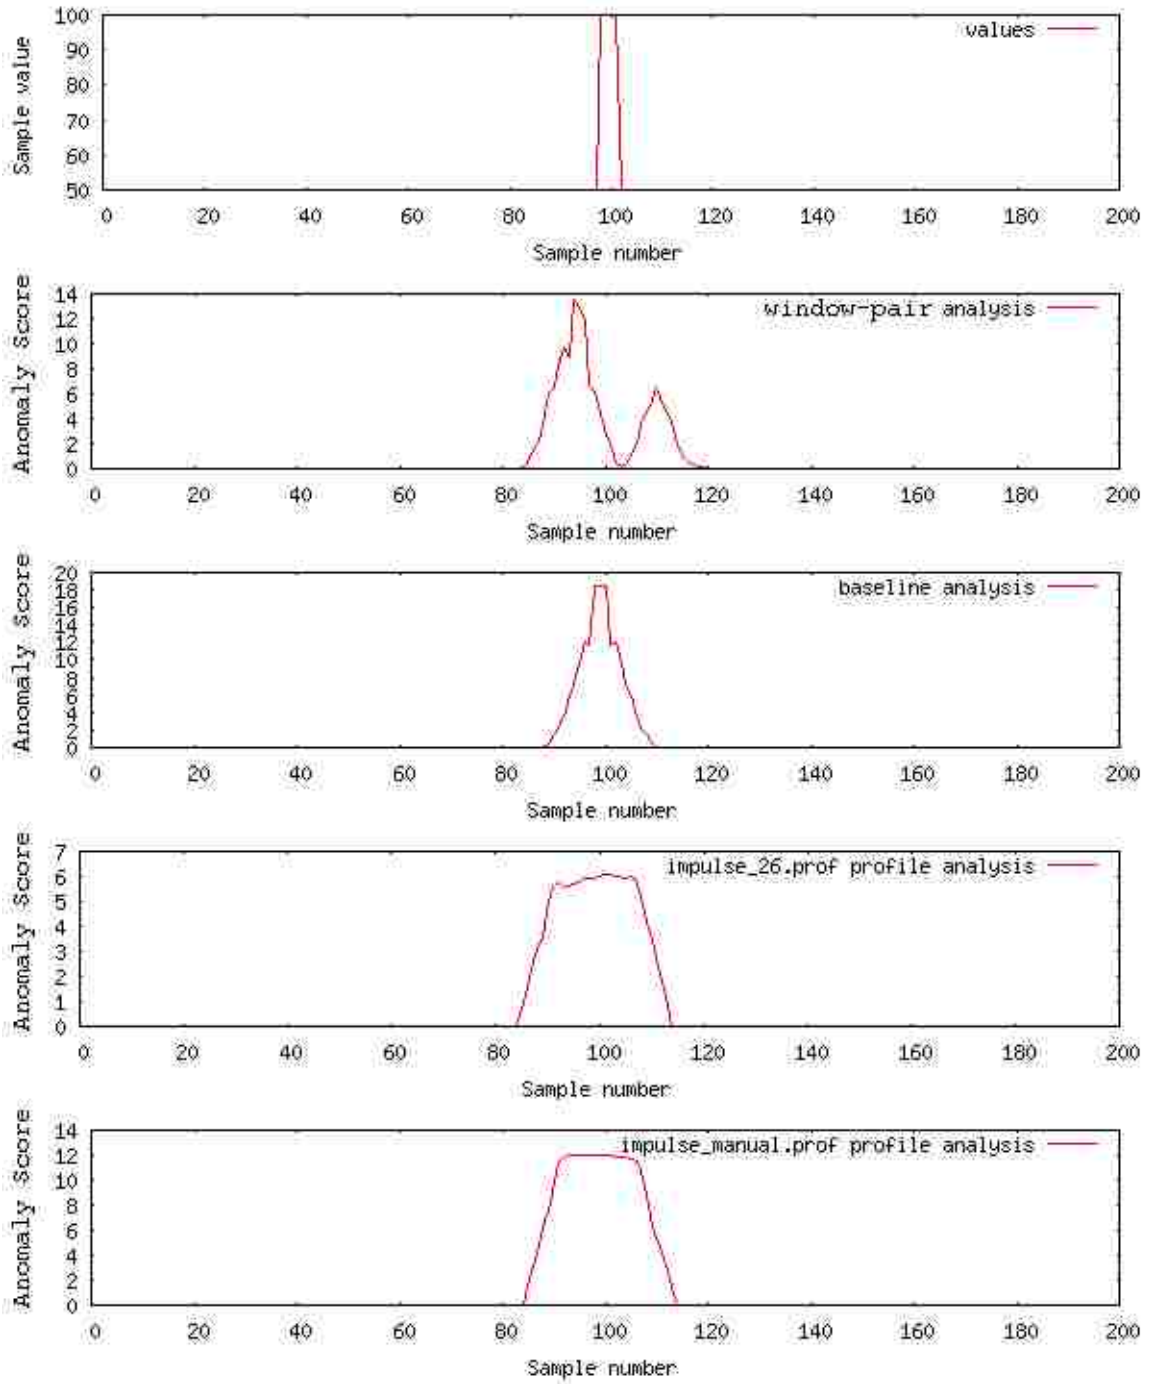 100
90
80
70
60
50
Sample value
values
0 20 40 60 80 100 120 140 160 180 200
Sample number
14
12
10
8
6
4
2
0
Anomaly Score
window-pair analysis
0 20 40 60 80 100 120 140 160 180 200
Sample number
20
18
16
14
12
10
8
6
4
2
0
Anomaly Score
baseline analysis
0 20 40 60 80 100 120 140 160 180 200
Sample number
7
6
5
4
3
2
1
0
Anomaly Score
impulse_26.prof profile analysis
0 20 40 60 80 100 120 140 160 180 200
Sample number
14
12
10
8
6
4
2
0
Anomaly Score
impulse_manual.prof profile analysis
0 20 40 60 80 100 120 140 160 180 200
Sample number